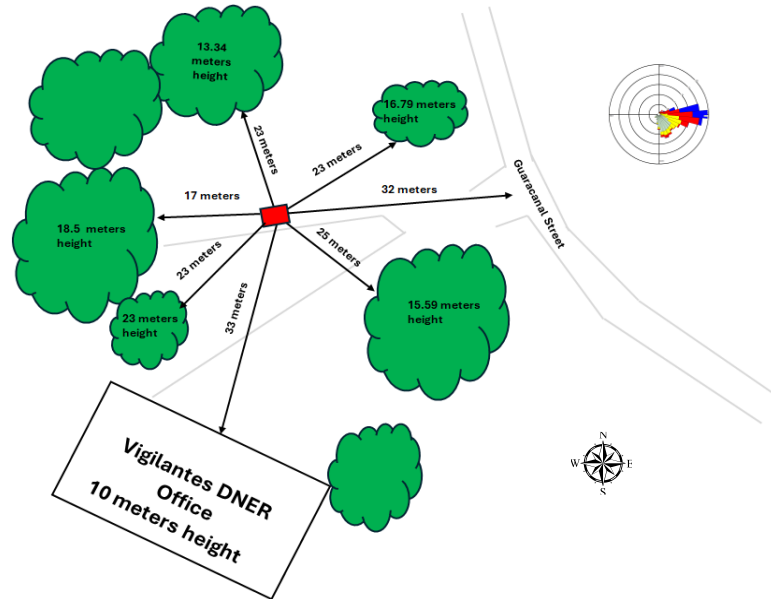 13.34
meters
height
16.79 meters
height
23 meters
23 meters
32 meters
Guaracanal Street
17 meters
18.5 meters
height
23 meters
25 meters
33 meters
15.59 meters
height
23 meters
height
Vigilantes DNER
Office
10 meters height
N
W
E
S